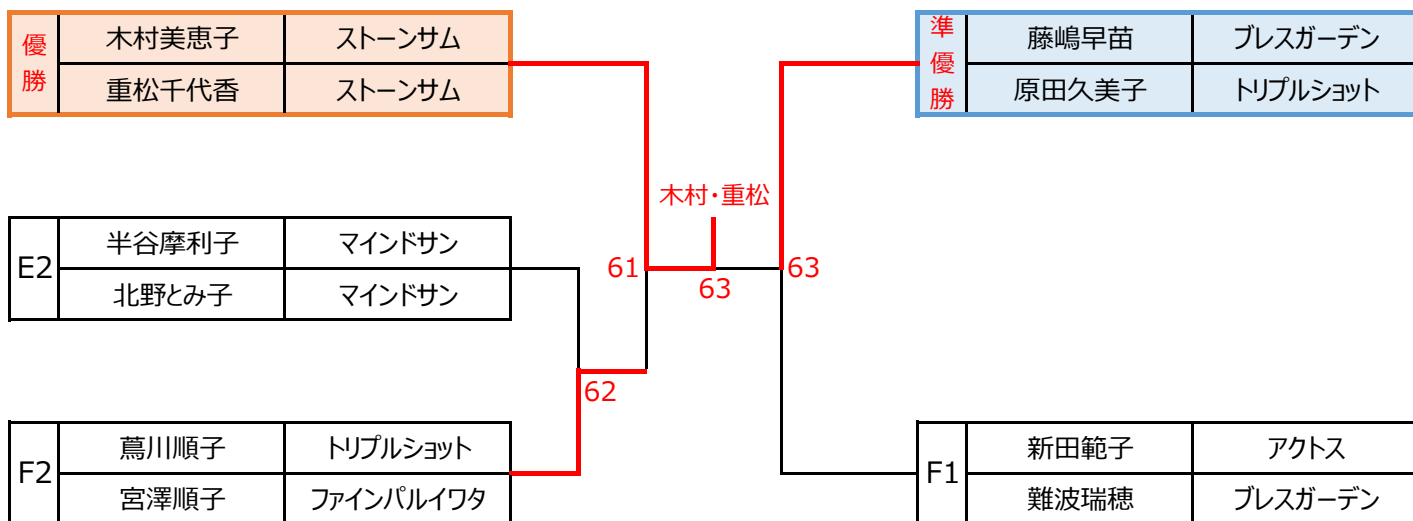 優勝
木村美恵子 ストーンサム
重松千代香 ストーンサム
準優勝
藤嶋早苗 ブレスガーデン
原田久美子 トリプルショット
木村・重松
E2
半谷摩利子 マインドサン
北野とみ子 マインドサン
61
63
63
62
F2
蔦川順子 トリプルショット
宮澤順子 ファインパルイワタ
F1
新田範子 アクトス
難波瑞穂 ブレスガーデン